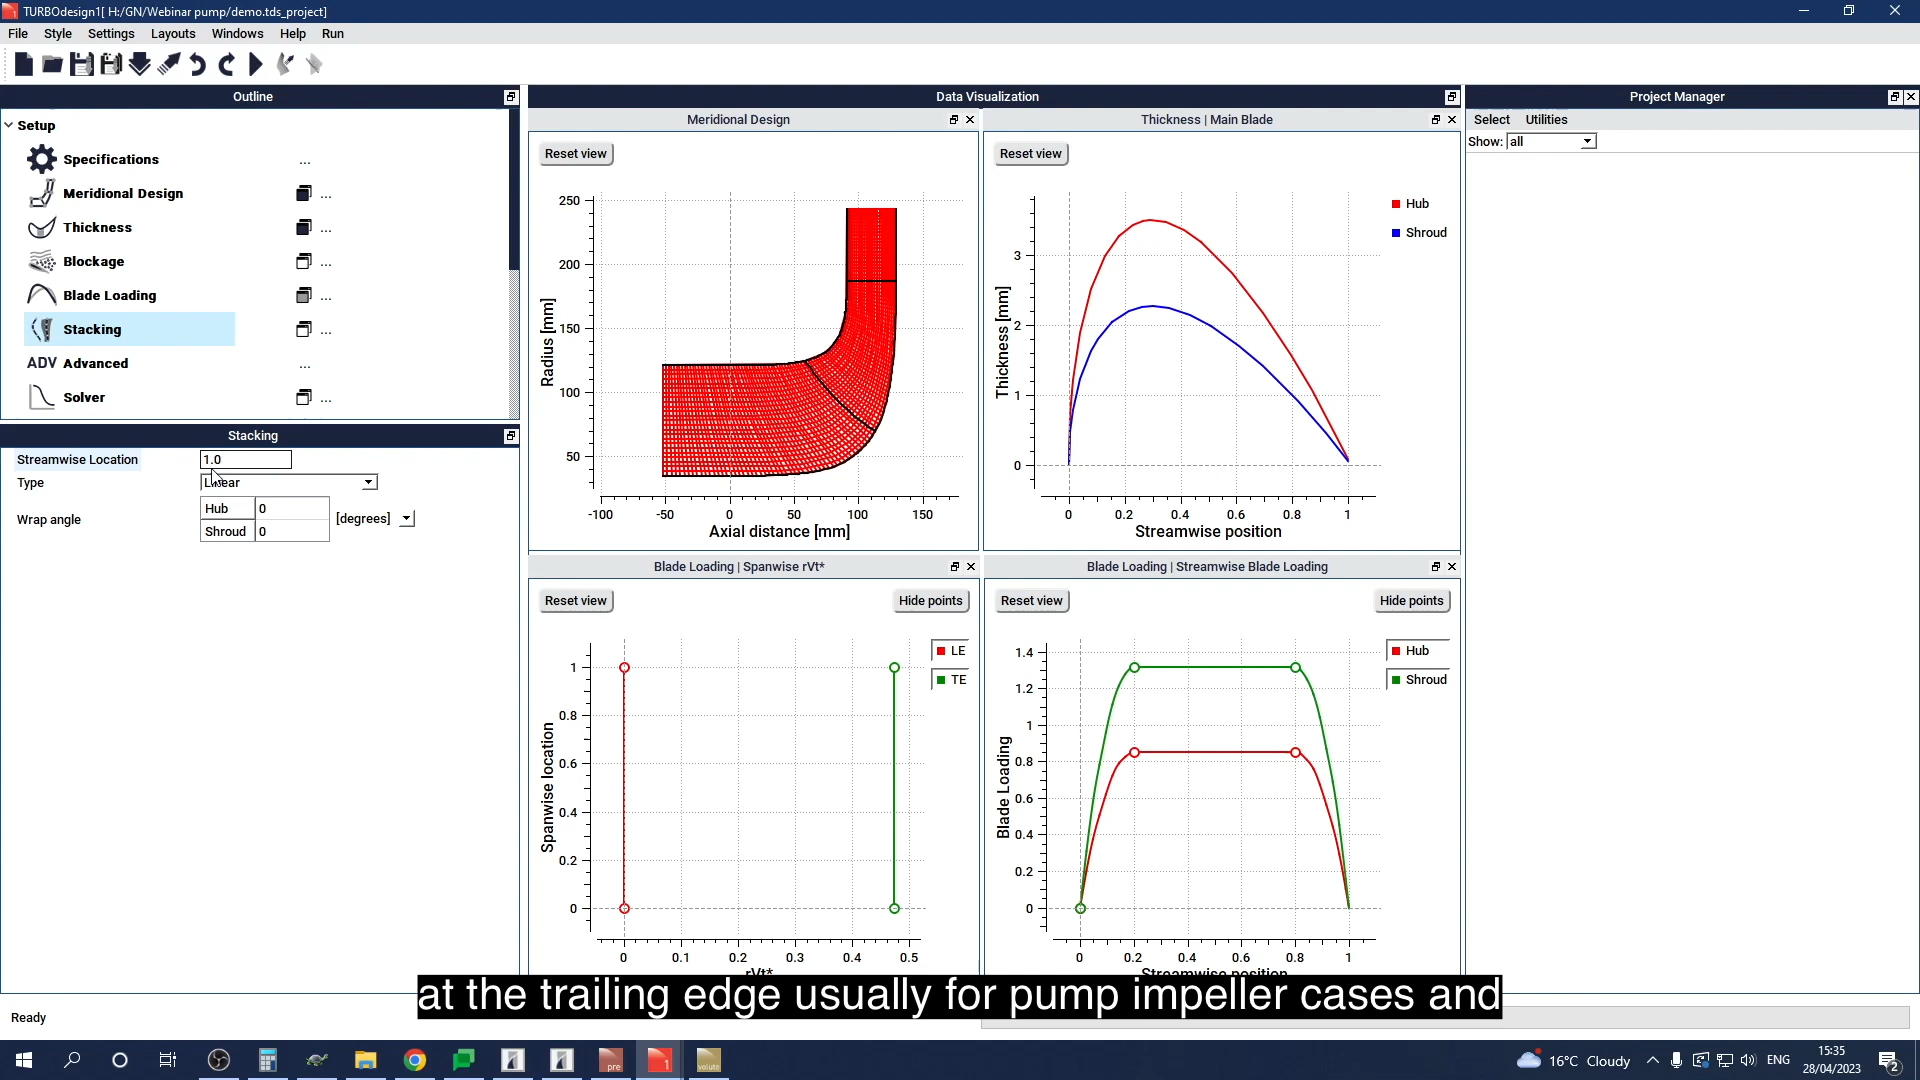 TURBOdesign1[ H:/GN/Webinar pump/demo.tds_project]
File Style Settings Layouts Windows Help Run
Outline
Setup
Specifications ...
Meridional Design ...
Thickness ...
Blockage ...
Blade Loading ...
Stacking ...
ADV Advanced ...
Solver ...
Stacking
Streamwise Location 1.0
Type Linear
Wrap angle
Hub 0
Shroud 0
[degrees]
Data Visualization
Meridional Design
Reset view
250
200
150
100
50
Radius [mm]
-100 -50 0 50 100 150
Axial distance [mm]
Thickness | Main Blade
Reset view
Hub
Shroud
3
2
1
0
Thickness [mm]
0 0.2 0.4 0.6 0.8 1
Streamwise position
Blade Loading | Spanwise rVt*
Reset view
Hide points
LE
TE
1
0.8
0.6
0.4
0.2
0
Spanwise location
0 0.1 0.2 0.3 0.4 0.5
rVt*
Blade Loading | Streamwise Blade Loading
Reset view
Hide points
Hub
Shroud
1.4
1.2
1
0.8
0.6
0.4
0.2
0
Blade Loading
0 0.2 0.4 0.6 0.8 1
Streamwise position
Project Manager
Select Utilities
Show: all
at the trailing edge usually for pump impeller cases and
Ready
pre
1
volute
16°C Cloudy
ENG
15:35
28/04/2023
2